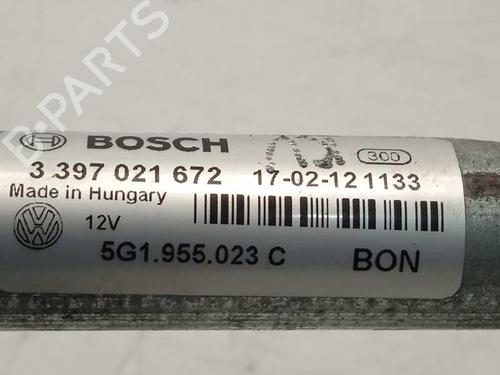 B-PARTS
BOSCH
300
3 397 021 672 17-02-12 1133
Made in Hungary
12V
5G1.955.023 C BON